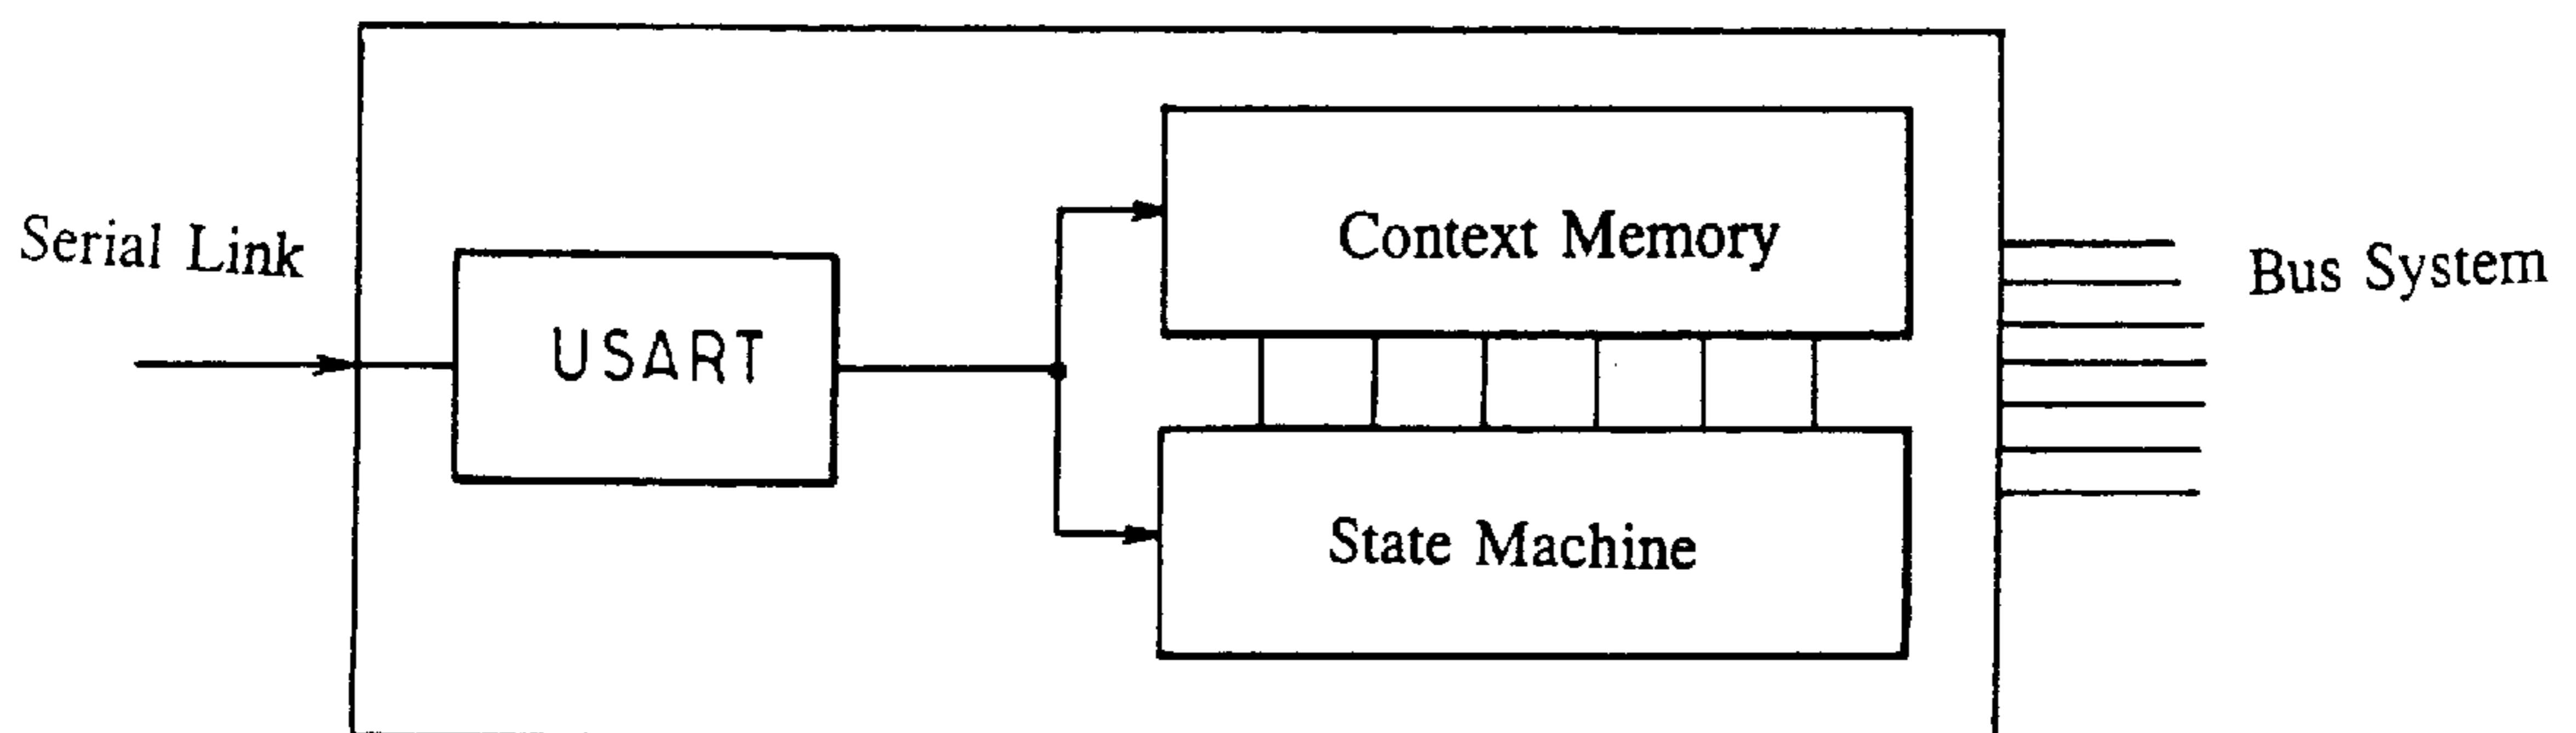 Serial Link
USART
Context Memory
State Machine
Bus System